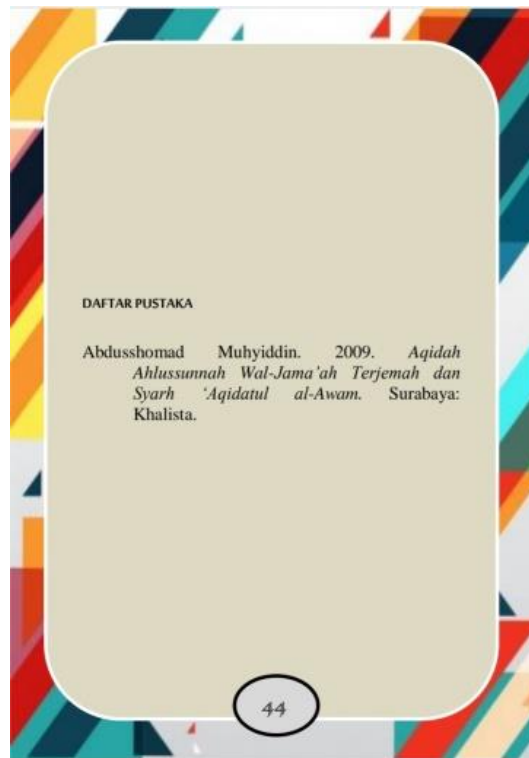 DAFTAR PUSTAKA
Abdusshomad Muhyiddin. 2009. Aqidah
Ahlussunnah Wal-Jama'ah Terjemah dan
Syarh 'Aqidatul al-Awam. Surabaya:
Khalista.
44